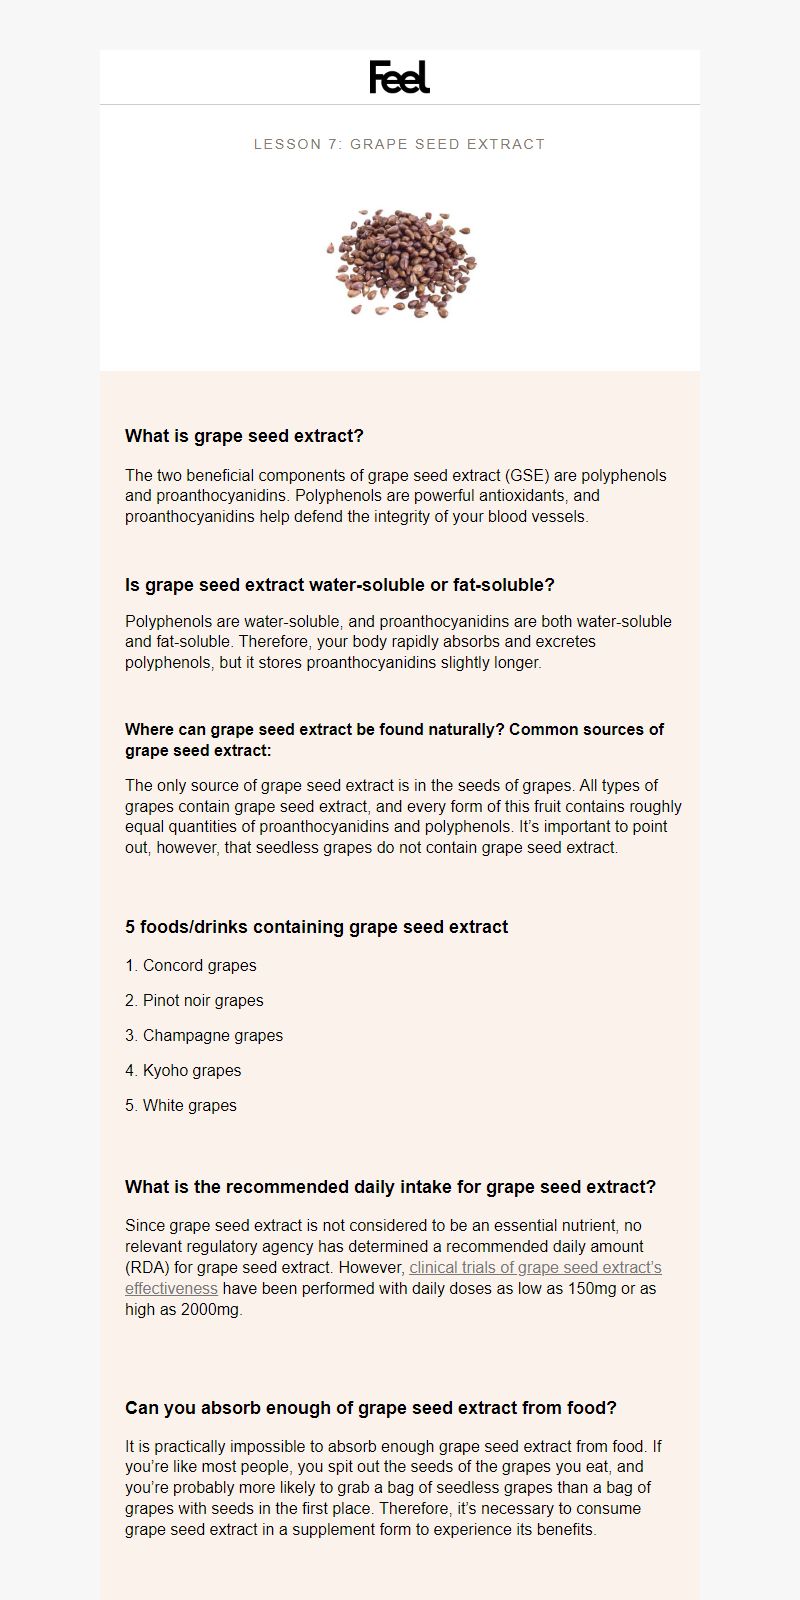 Feel
LESSON 7: GRAPE SEED EXTRACT
What is grape seed extract?
The two beneficial components of grape seed extract (GSE) are polyphenols
and proanthocyanidins. Polyphenols are powerful antioxidants, and
proanthocyanidins help defend the integrity of your blood vessels.
Is grape seed extract water-soluble or fat-soluble?
Polyphenols are water-soluble, and proanthocyanidins are both water-soluble
and fat-soluble. Therefore, your body rapidly absorbs and excretes
polyphenols, but it stores proanthocyanidins slightly longer.
Where can grape seed extract be found naturally? Common sources of
grape seed extract:
The only source of grape seed extract is in the seeds of grapes. All types of
grapes contain grape seed extract, and every form of this fruit contains roughly
equal quantities of proanthocyanidins and polyphenols. It’s important to point
out, however, that seedless grapes do not contain grape seed extract.
5 foods/drinks containing grape seed extract
1. Concord grapes
2. Pinot noir grapes
3. Champagne grapes
4. Kyoho grapes
5. White grapes
What is the recommended daily intake for grape seed extract?
Since grape seed extract is not considered to be an essential nutrient, no
relevant regulatory agency has determined a recommended daily amount
(RDA) for grape seed extract. However, clinical trials of grape seed extract’s
effectiveness have been performed with daily doses as low as 150mg or as
high as 2000mg.
Can you absorb enough of grape seed extract from food?
It is practically impossible to absorb enough grape seed extract from food. If
you’re like most people, you spit out the seeds of the grapes you eat, and
you’re probably more likely to grab a bag of seedless grapes than a bag of
grapes with seeds in the first place. Therefore, it’s necessary to consume
grape seed extract in a supplement form to experience its benefits.